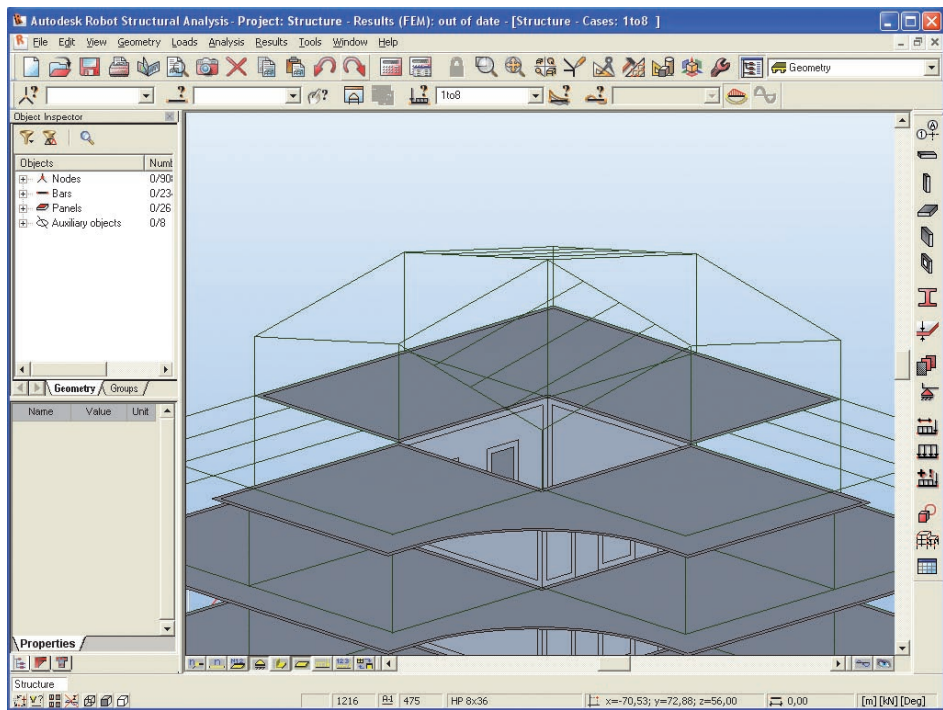 Autodesk Robot Structural Analysis - Project: Structure - Results (FEM): out of date - [Structure - Cases: 1to8 ]
File Edit View Geometry Loads Analysis Results Tools Window Help
Geometry
1to8
Object Inspector
Objects
Nodes
Bars
Panels 0/26
Auxiliary objects 0/8
Geometry Groups
Name Value Unit
Properties
Structure
1216 475 HP 8x36 x=-70,53; y=72,88; z=56,00 0,00 [m] [kN] [Deg]